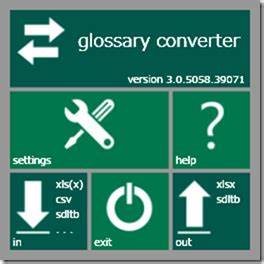 glossary converter
version 3.0.5058.39071
settings
?
help
xls(x)
csv
sdltb
...
in
exit
xlsx
sdltb
out